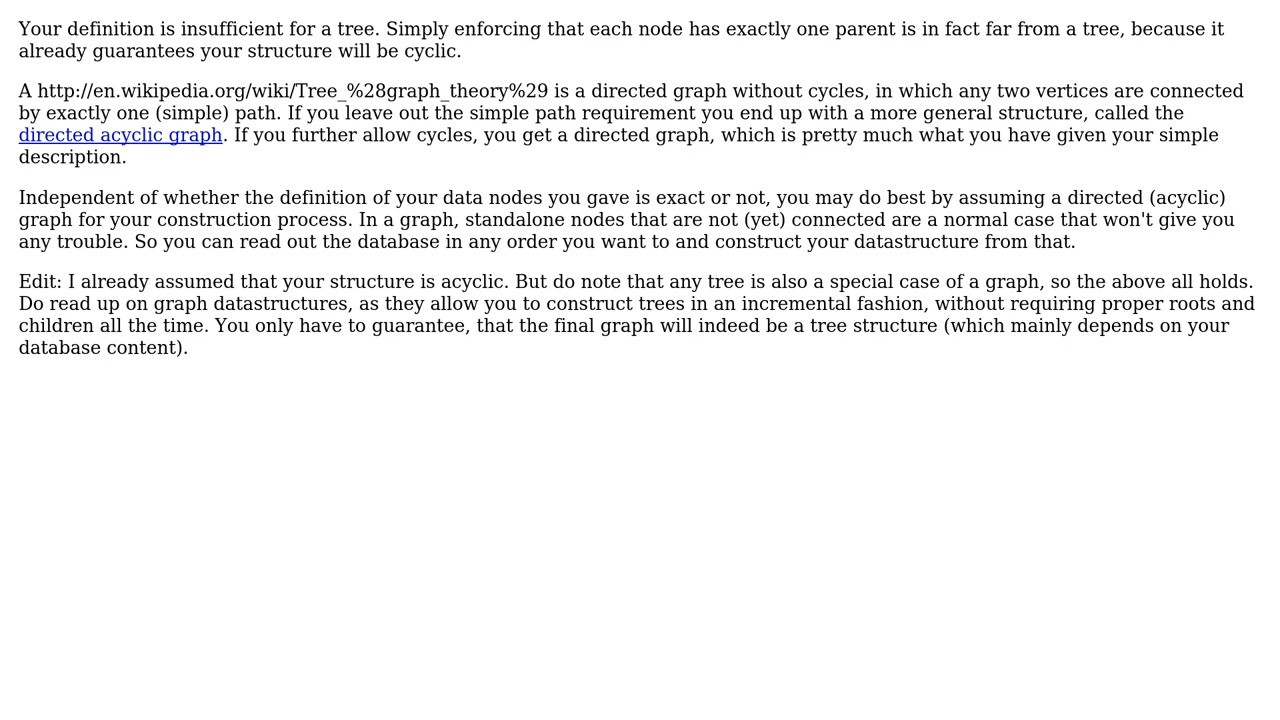 Your definition is insufficient for a tree. Simply enforcing that each node has exactly one parent is in fact far from a tree, because it
already guarantees your structure will be cyclic.
A http://en.wikipedia.org/wiki/Tree_%28graph_theory%29 is a directed graph without cycles, in which any two vertices are connected
by exactly one (simple) path. If you leave out the simple path requirement you end up with a more general structure, called the
directed acyclic graph. If you further allow cycles, you get a directed graph, which is pretty much what you have given your simple
description.
Independent of whether the definition of your data nodes you gave is exact or not, you may do best by assuming a directed (acyclic)
graph for your construction process. In a graph, standalone nodes that are not (yet) connected are a normal case that won't give you
any trouble. So you can read out the database in any order you want to and construct your datastructure from that.
Edit: I already assumed that your structure is acyclic. But do note that any tree is also a special case of a graph, so the above all holds.
Do read up on graph datastructures, as they allow you to construct trees in an incremental fashion, without requiring proper roots and
children all the time. You only have to guarantee, that the final graph will indeed be a tree structure (which mainly depends on your
database content).